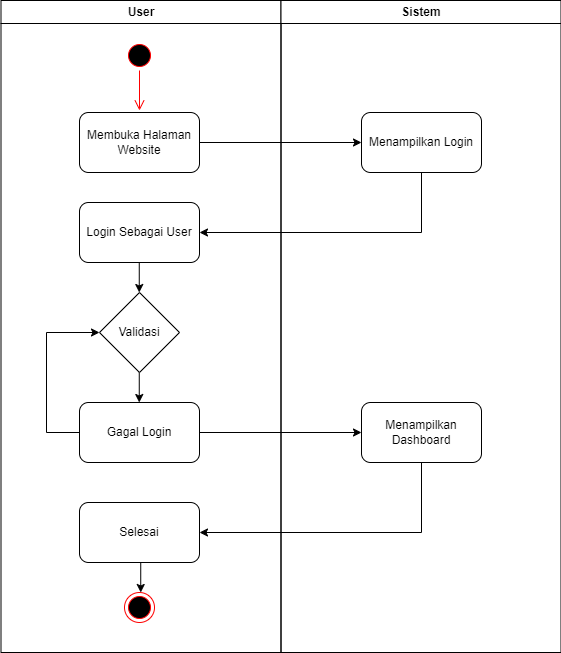 User
Sistem
Membuka Halaman
Website
Menampilkan Login
Login Sebagai User
Validasi
Gagal Login
Menampilkan
Dashboard
Selesai